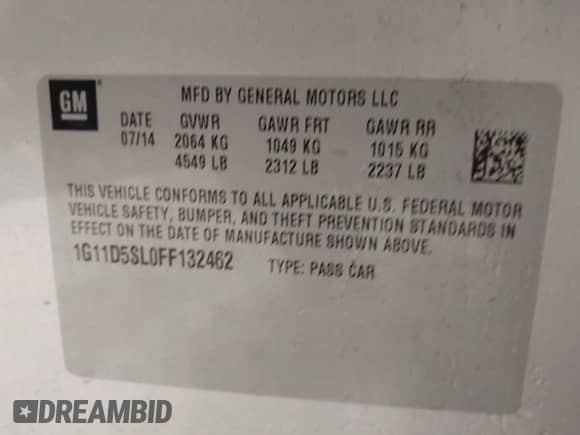 GM
MFD BY GENERAL MOTORS LLC
DATE GVWR GAWR FRT GAWR RR
07/14 2064 KG 1049 KG 1015 KG
4549 LB 2312 LB 2237 LB
THIS VEHICLE CONFORMS TO ALL APPLICABLE U.S. FEDERAL MOTOR
VEHICLE SAFETY, BUMPER, AND THEFT PREVENTION STANDARDS IN
EFFECT ON THE DATE OF MANUFACTURE SHOWN ABOVE.
1G11D5SL0FF132462 TYPE: PASS CAR
DREAMBID